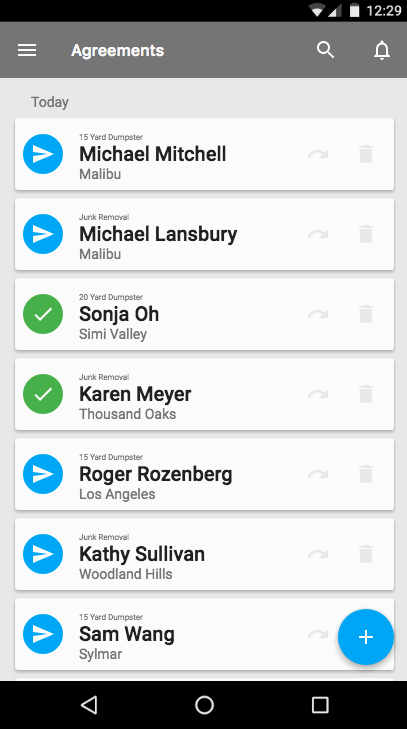 12:29
Agreements
Today
15 Yard Dumpster
Michael Mitchell
Malibu
Junk Removal
Michael Lansbury
Malibu
20 Yard Dumpster
Sonja Oh
Simi Valley
Junk Removal
Karen Meyer
Thousand Oaks
15 Yard Dumpster
Roger Rozenberg
Los Angeles
Junk Removal
Kathy Sullivan
Woodland Hills
15 Yard Dumpster
Sam Wang
Sylmar